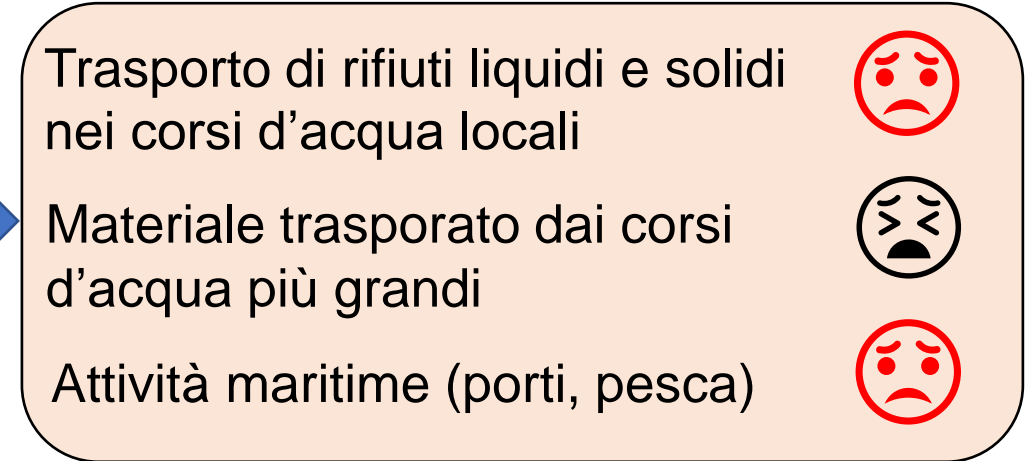 Trasporto di rifiuti liquidi e solidi
nei corsi d’acqua locali
Materiale trasporato dai corsi
d’acqua più grandi
Attività maritime (porti, pesca)